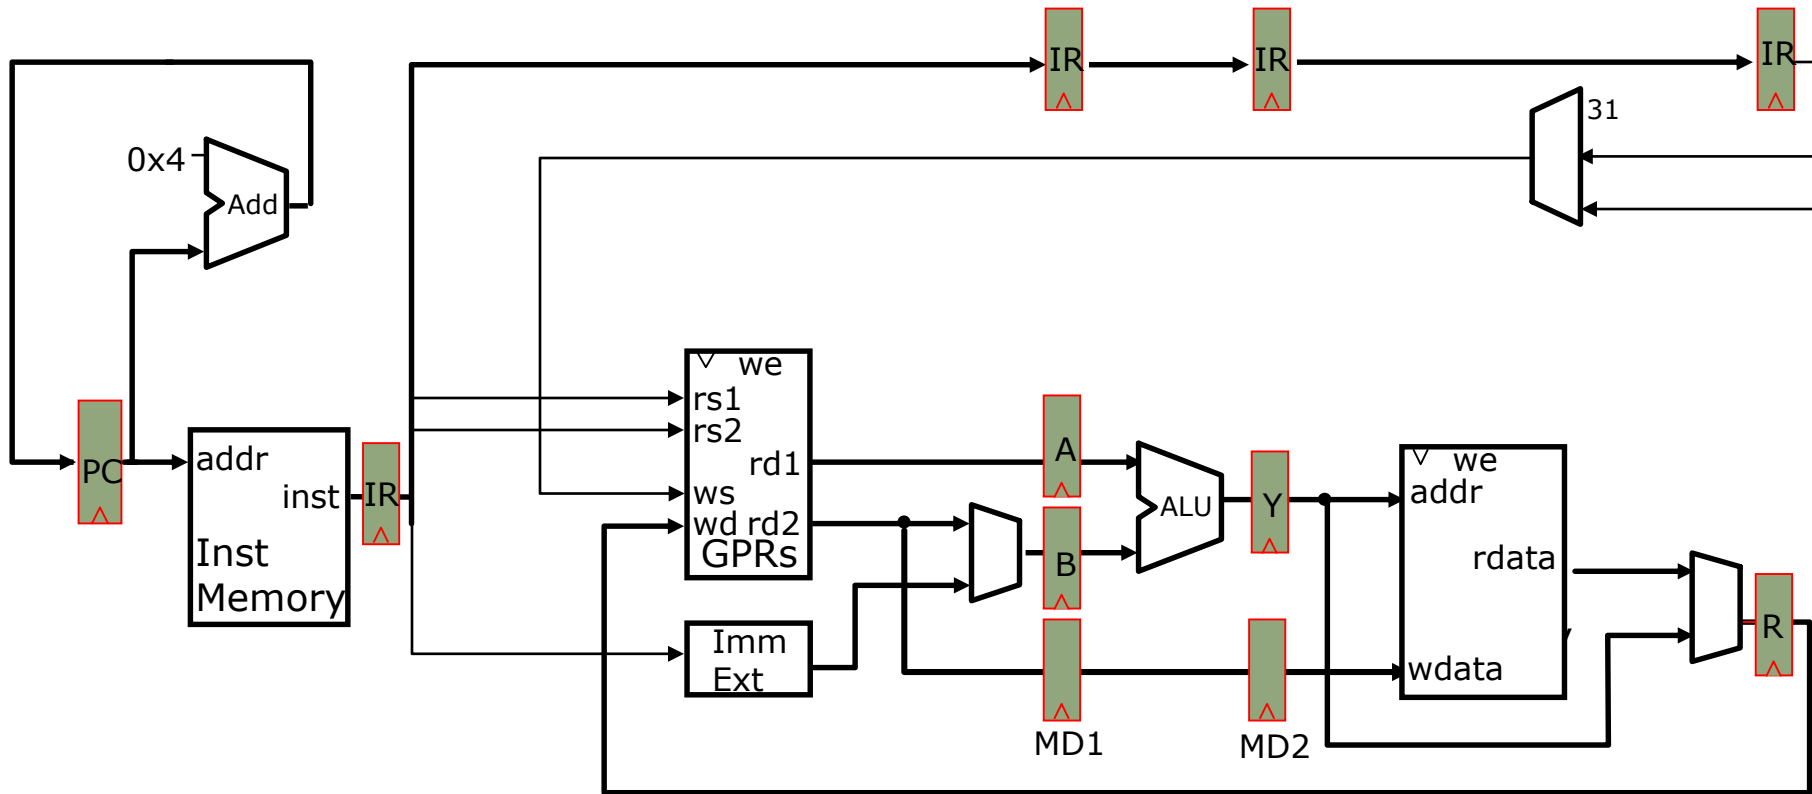 IR
IR
IR
31
0x4
Add
we
rs1
rs2
rd1
ws
wd rd2
GPRs
PC
addr
inst
Inst
Memory
IR
A
B
ALU
Y
we
addr
rdata
wdata
R
Imm
Ext
MD1
MD2